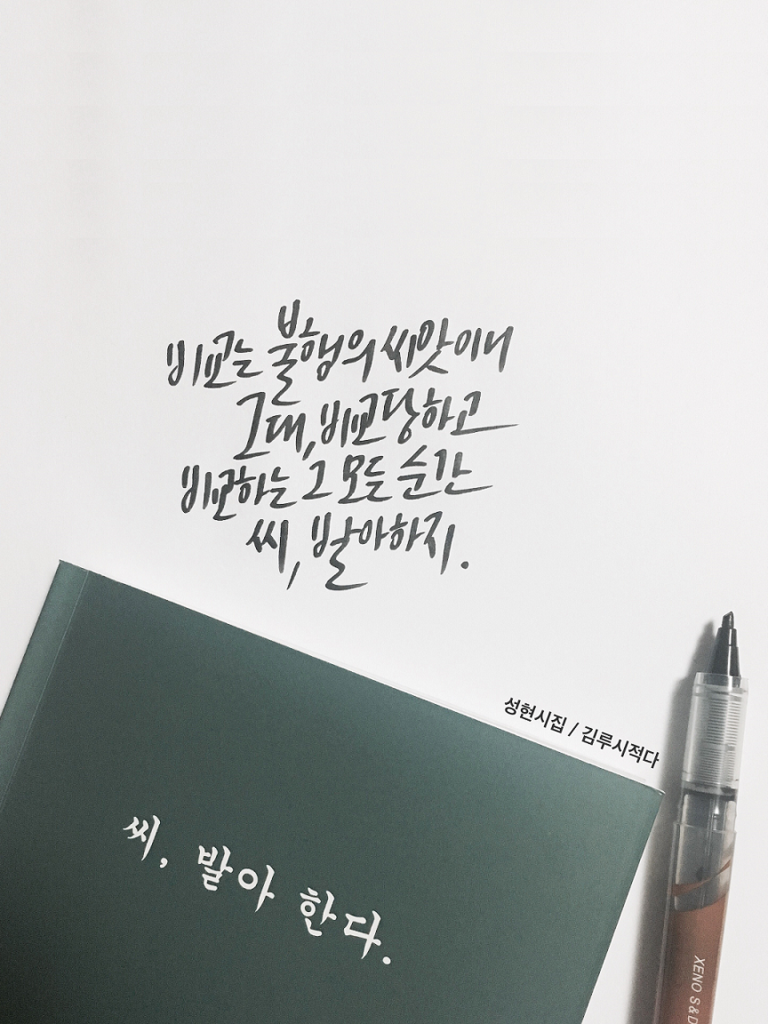 비교는 불행의 씨앗이니
그대, 비교당하고
비교하는 그 모든 순간
씨, 발아하지.
성현시집 / 김루시적다
씨, 발아 한다.
XENO S&D